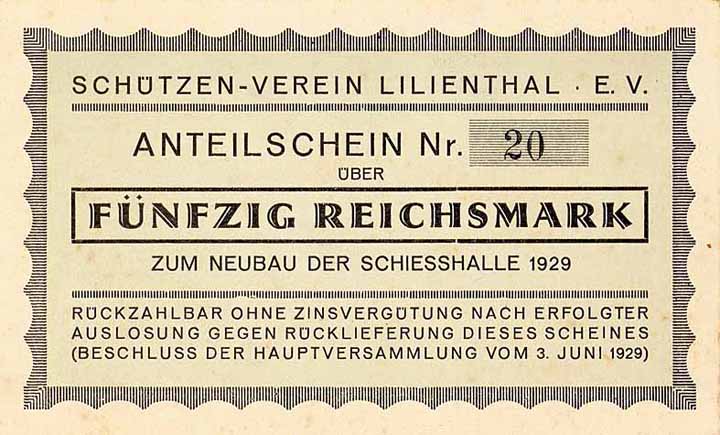 SCHÜTZEN-VEREIN LILIENTHAL · E. V.
ANTEILSCHEIN Nr. 20
ÜBER
FÜNFZIG REICHSMARK
ZUM NEUBAU DER SCHIESSHALLE 1929
RÜCKZAHLBAR OHNE ZINSVERGÜTUNG NACH ERFOLGTER
AUSLOSUNG GEGEN RÜCKLIEFERUNG DIESES SCHEINES
(BESCHLUSS DER HAUPTVERSAMMLUNG VOM 3. JUNI 1929)